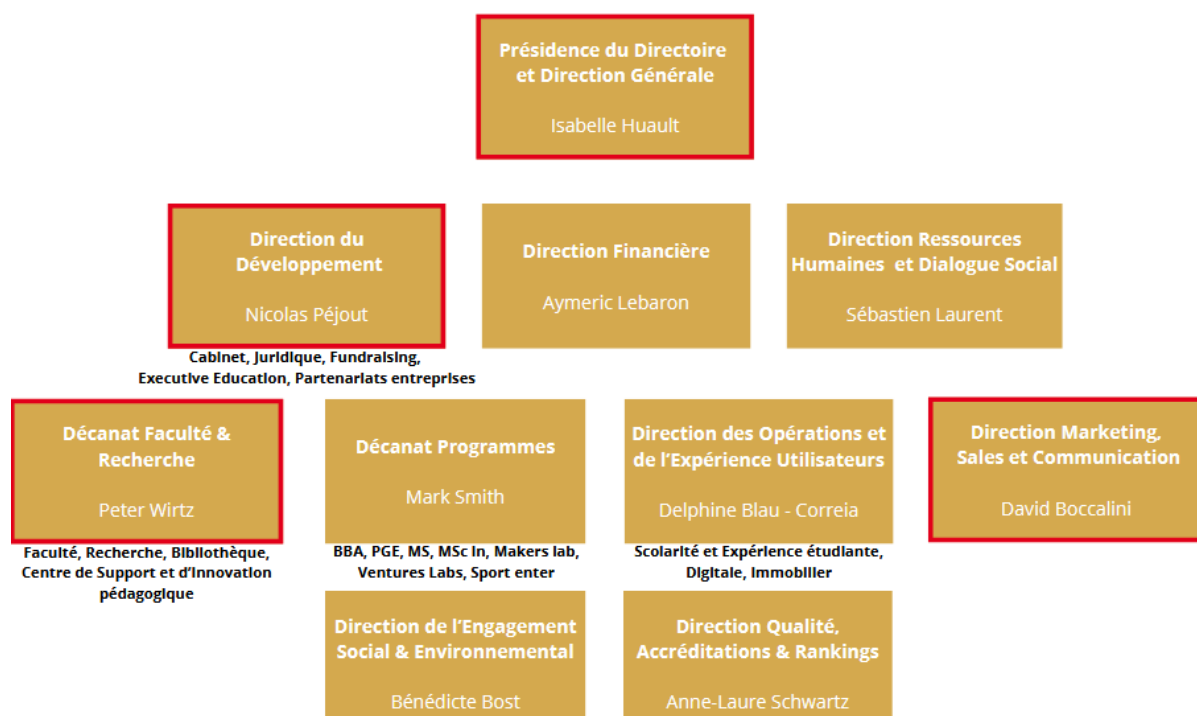 Présidence du Directoire
et Direction Générale
Isabelle Huault
Direction du
Développement
Nicolas Péjout
Cabinet, Juridique, Fundraising,
Executive Education, Partenariats entreprises
Direction Financière
Aymeric Lebaron
Direction Ressources
Humaines et Dialogue Social
Sébastien Laurent
Décanat Faculté &
Recherche
Peter Wirtz
Faculté, Recherche, Bibliothèque,
Centre de Support et d'Innovation
pédagogique
Décanat Programmes
Mark Smith
BBA, PGE, MS, MSc in, Makers lab,
Ventures Labs, Sport enter
Direction des Opérations et
de l'Expérience Utilisateurs
Delphine Blau - Correia
Scolarité et Expérience étudiante,
Digitale, Immobilier
Direction Marketing,
Sales et Communication
David Boccalini
Direction de l'Engagement
Social & Environnemental
Bénédicte Bost
Direction Qualité,
Accréditations & Rankings
Anne-Laure Schwartz